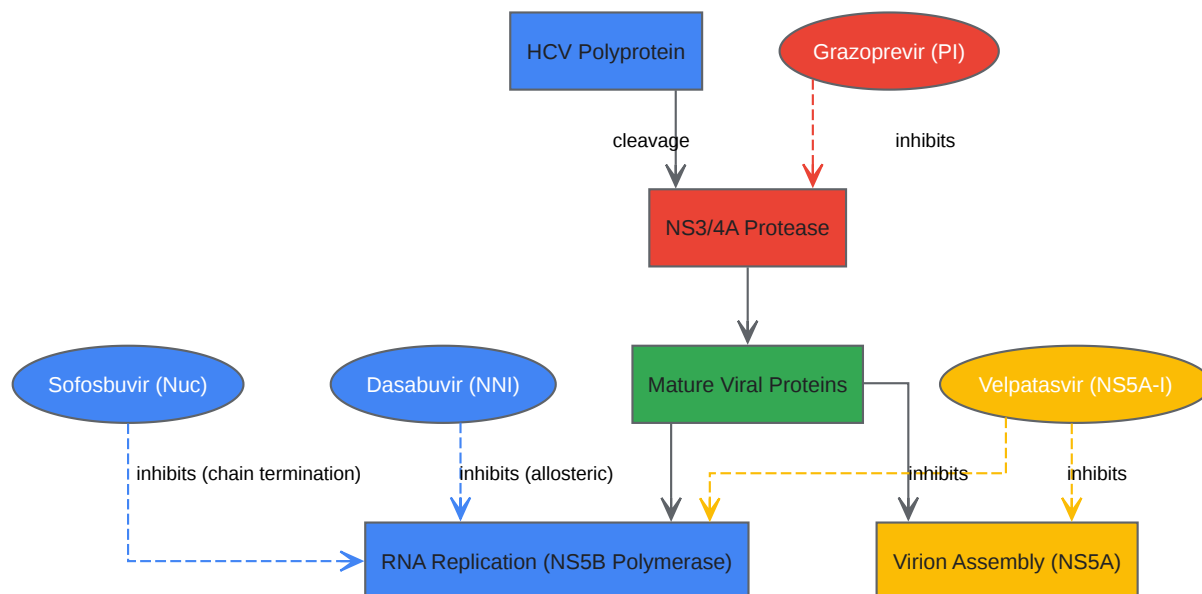 HCV Polyprotein
Grazoprevir (PI)
cleavage
inhibits
NS3/4A Protease
Sofosbuvir (Nuc)
Dasabuvir (NNI)
Mature Viral Proteins
Velpatasvir (NS5A-I)
inhibits (chain termination)
inhibits (allosteric)
inhibits
inhibits
RNA Replication (NS5B Polymerase)
Virion Assembly (NS5A)